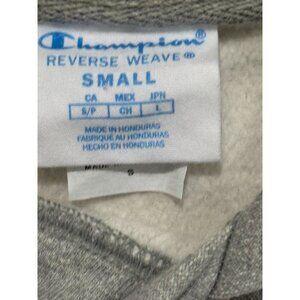 Champion®
REVERSE WEAVE®
SMALL
CA MEX JPN
S/P CH L
MADE IN HONDURAS
FABRIQUÉ AU HONDURAS
HECHO EN HONDURAS
S